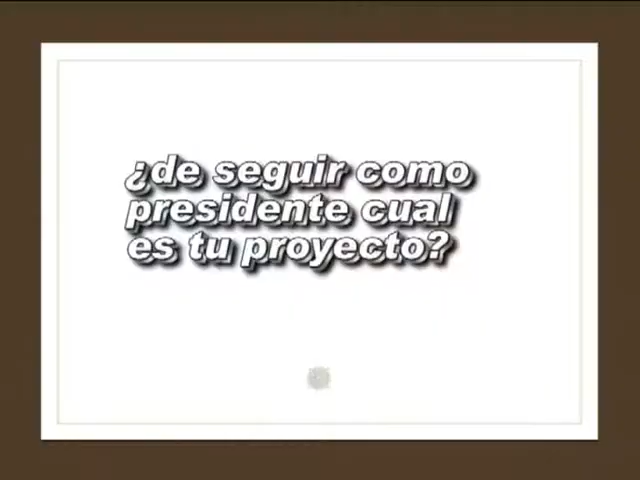 ¿de seguir como
presidente cual
es tu proyecto?